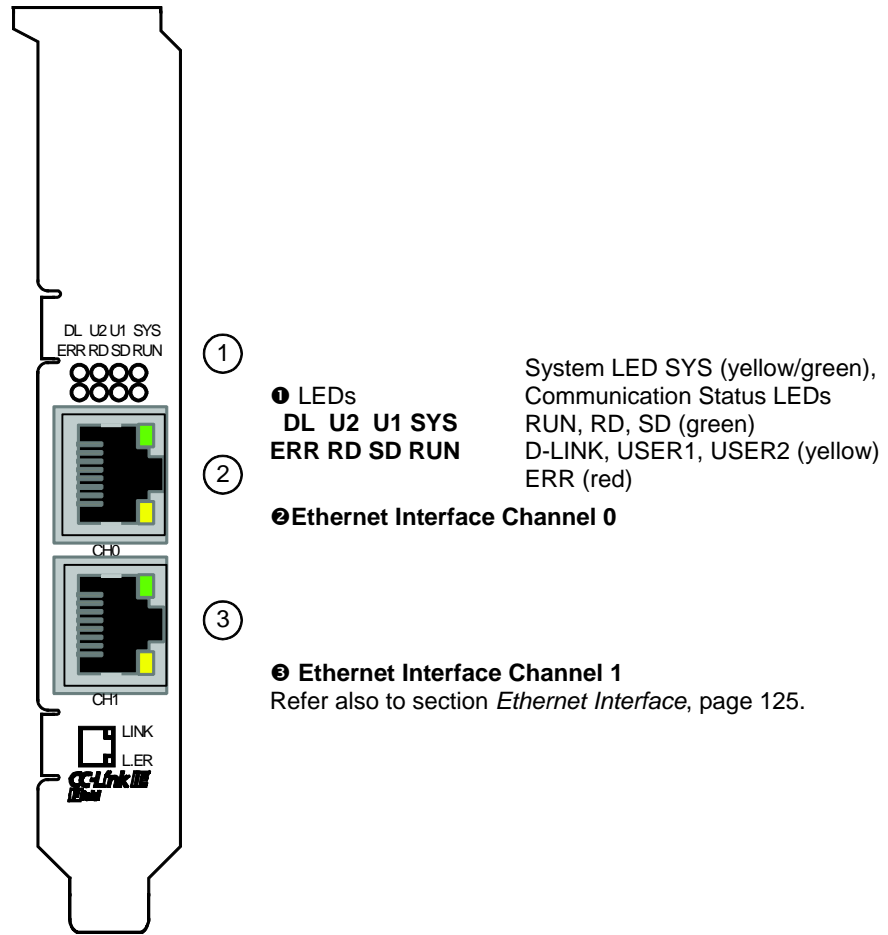 DL U2 U1 SYS
ERR RD SD RUN
CH0
CH1
LINK
L.ER
CC-Link IE
Field
1
2
3
❶ LEDs
DL U2 U1 SYS
ERR RD SD RUN
System LED SYS (yellow/green),
Communication Status LEDs
RUN, RD, SD (green)
D-LINK, USER1, USER2 (yellow)
ERR (red)
❷Ethernet Interface Channel 0
❸ Ethernet Interface Channel 1
Refer also to section Ethernet Interface, page 125.